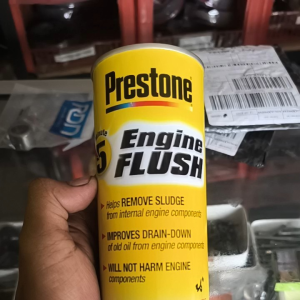 Prestone
5
Engine
FLUSH
Helps REMOVE SLUDGE
from internal engine components
IMPROVES DRAIN-DOWN
of old oil from engine components
WILL NOT HARM ENGINE
components